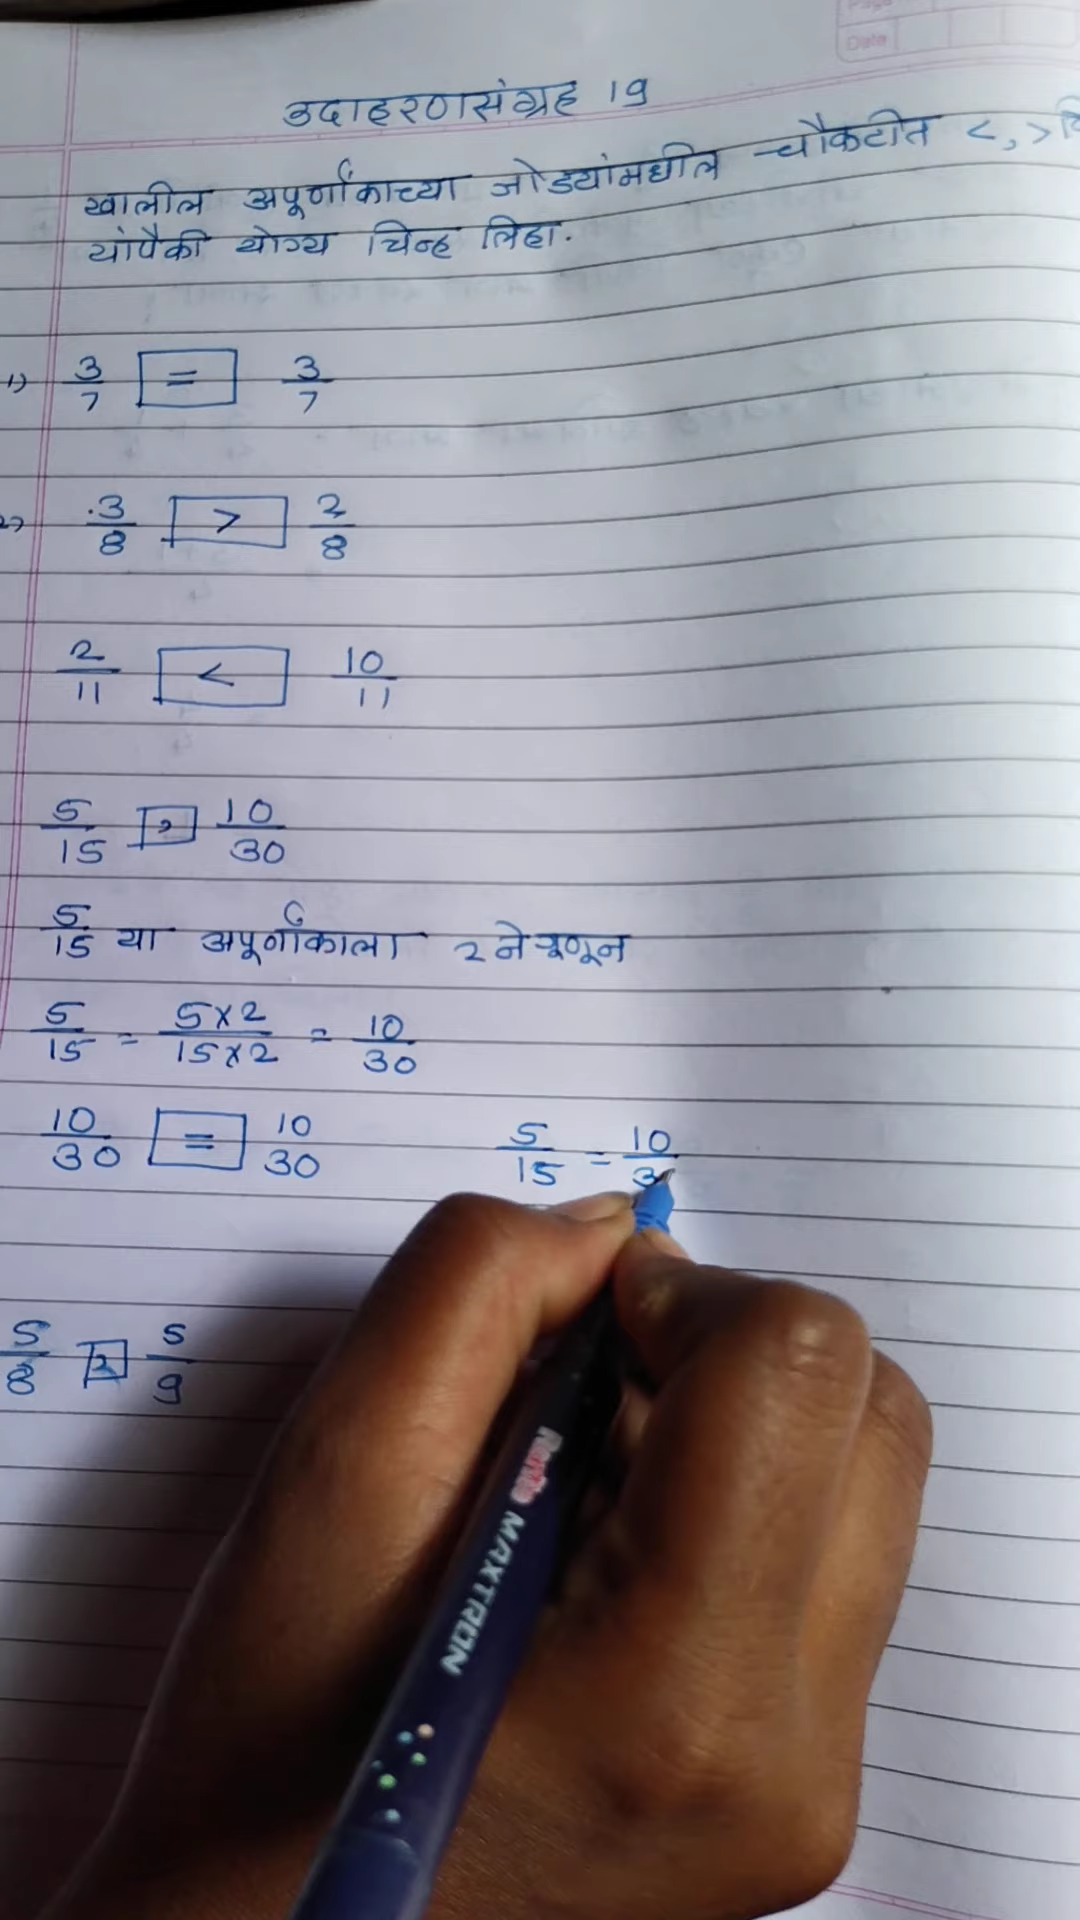 Date
उदाहरणसंग्रह 19
खालील अपूर्णांकाच्या जोड्यांमधील चौकटीत <, >
यांपैकी योग्य चिन्ह लिहा.
1) 3/7 = 3/7
2) 3/8 > 2/8
2/11 < 10/11
5/15 ? 10/30
5/15 या अपूर्णांकाला 2 ने गुणून
5/15 = 5×2/15×2 = 10/30
10/30 = 10/30 5/15 = 10/3
5/8 ? 5/9
MAXTRON